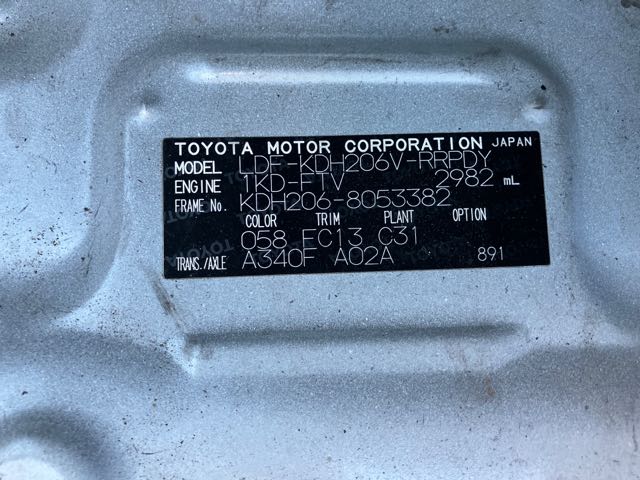 TOYOTA MOTOR CORPORATION JAPAN
MODEL LDF-KDH206V-RRPDY
ENGINE 1KD-FTV 2982 mL
FRAME No. KDH206-8053382
COLOR TRIM PLANT OPTION
058 EC13 C31
TRANS./AXLE A340F A02A 891